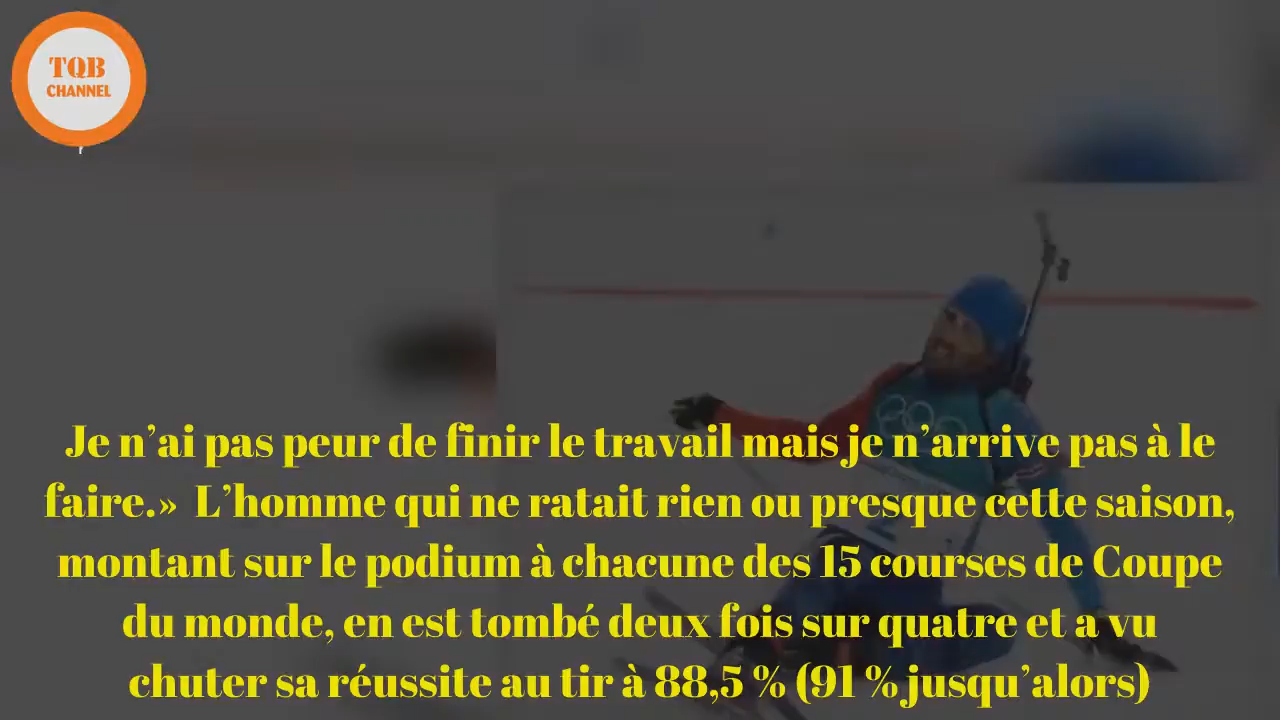 TQB
CHANNEL
Je n’ai pas peur de finir le travail mais je n’arrive pas à le
faire.» L’homme qui ne ratait rien ou presque cette saison,
montant sur le podium à chacune des 15 courses de Coupe
du monde, en est tombé deux fois sur quatre et a vu
chuter sa réussite au tir à 88,5 % (91 % jusqu’alors)